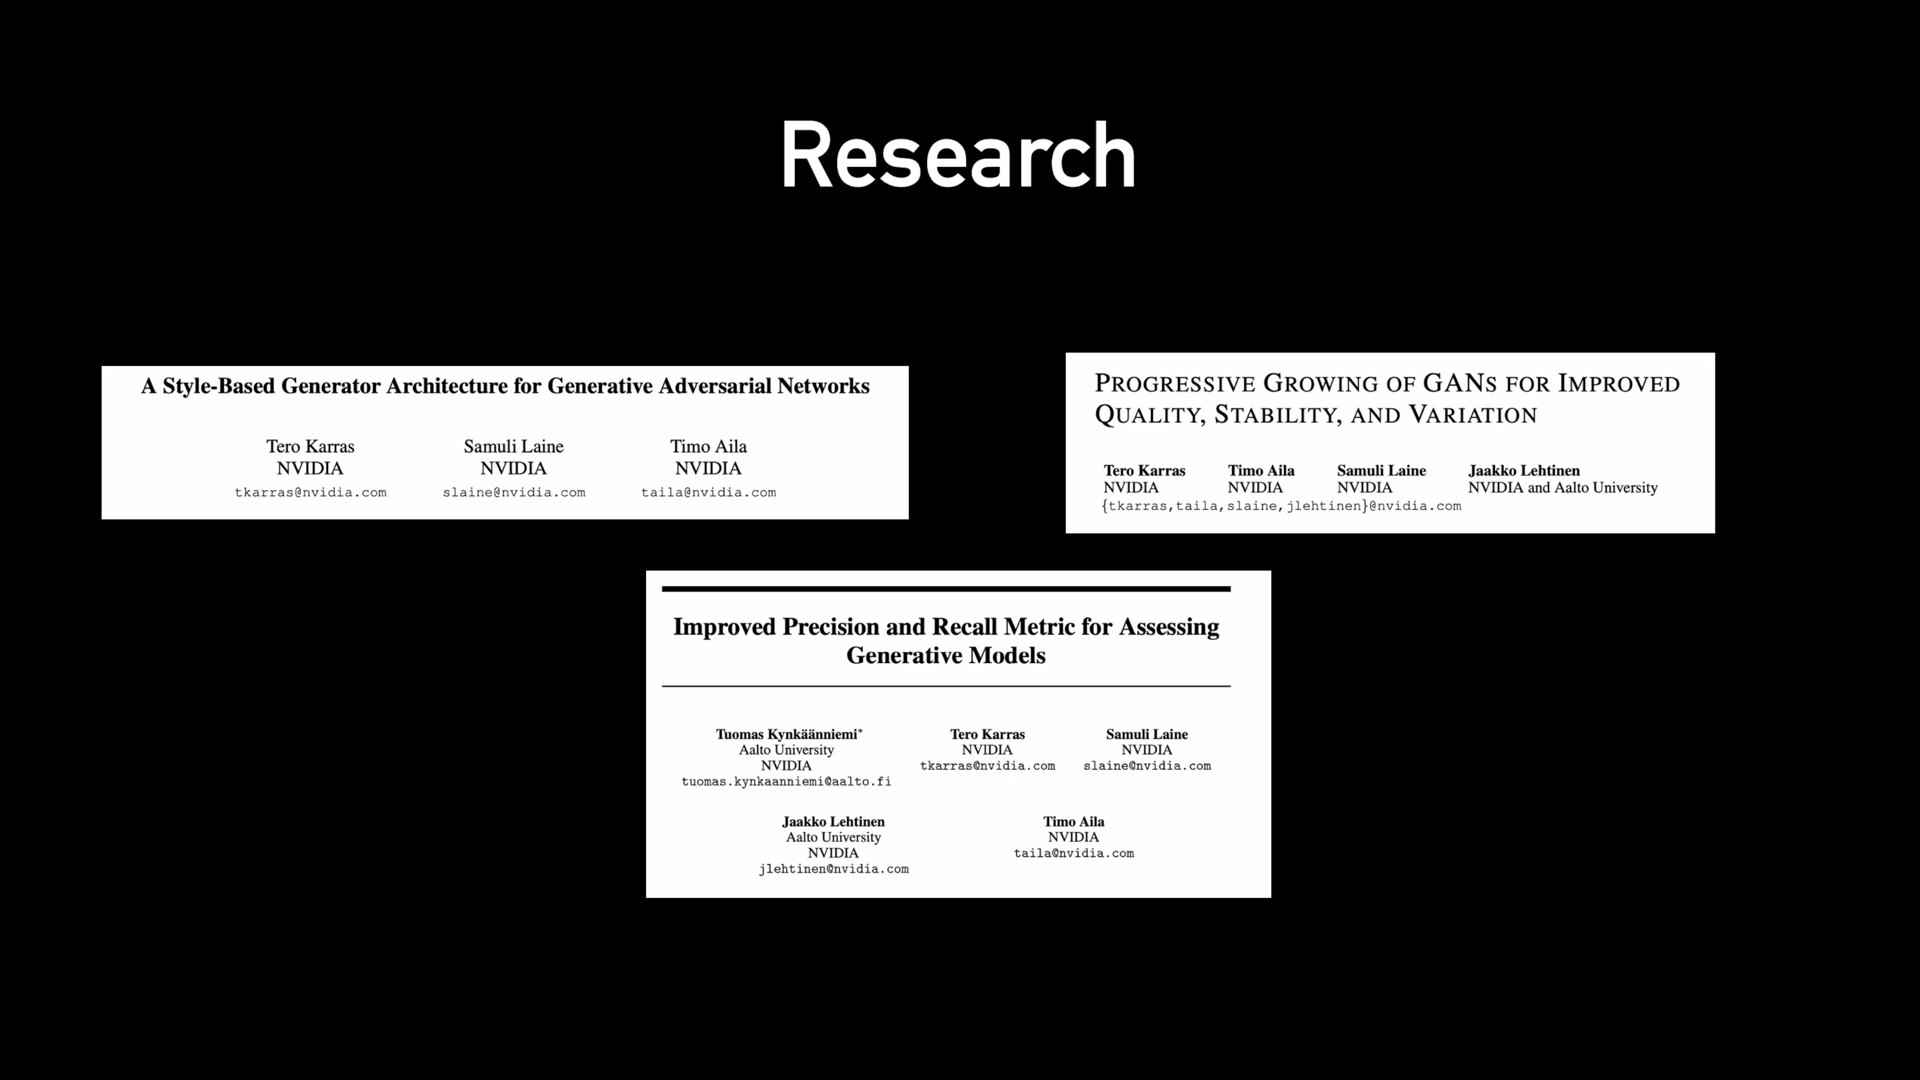 Research
A Style-Based Generator Architecture for Generative Adversarial Networks
Tero Karras Samuli Laine Timo Aila
NVIDIA NVIDIA NVIDIA
tkarras@nvidia.com slaine@nvidia.com taila@nvidia.com
PROGRESSIVE GROWING OF GANS FOR IMPROVED
QUALITY, STABILITY, AND VARIATION
Tero Karras Timo Aila Samuli Laine Jaakko Lehtinen
NVIDIA NVIDIA NVIDIA NVIDIA and Aalto University
{tkarras,taila,slaine,jlehtinen}@nvidia.com
Improved Precision and Recall Metric for Assessing
Generative Models
Tuomas Kynkäänniemi* Tero Karras Samuli Laine
Aalto University NVIDIA NVIDIA
NVIDIA tkarras@nvidia.com slaine@nvidia.com
tuomas.kynkaanniemi@aalto.fi
Jaakko Lehtinen Timo Aila
Aalto University NVIDIA
NVIDIA taila@nvidia.com
jlehtinen@nvidia.com